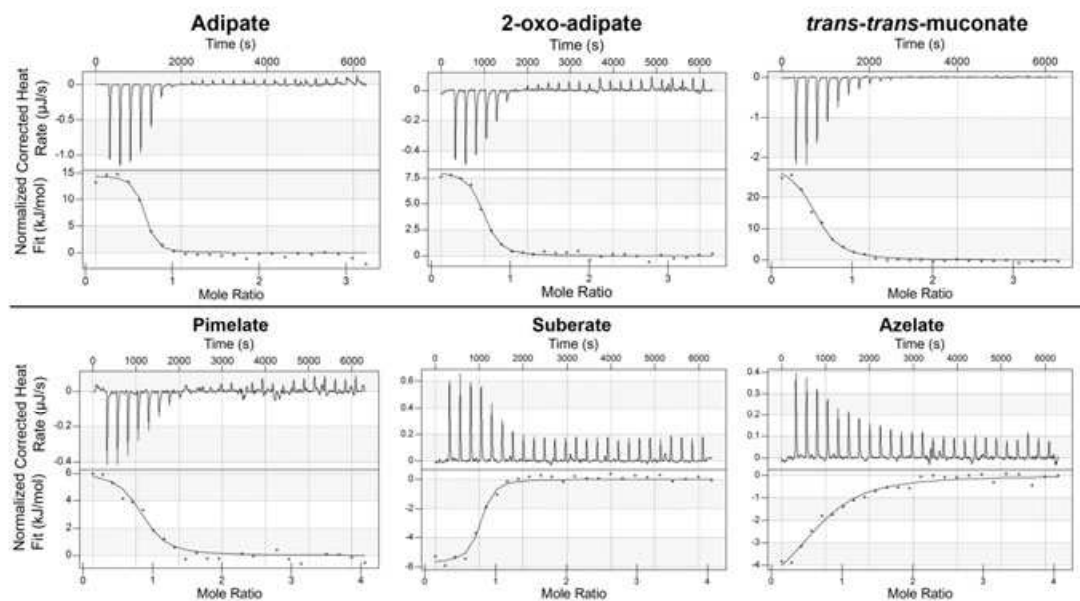 Adipate
Time (s)
0 1000 2000 3000 4000 5000 6000
Normalized Corrected Heat
Fit (kJ/mol) Rate (μJ/s)
0
-0.5
-1.0
15
10
5
0
0 1 2 3
Mole Ratio
2-oxo-adipate
Time (s)
0 1000 2000 3000 4000 5000 6000
0
-0.2
-0.4
7.5
5.0
2.5
0
0 1 2 3
Mole Ratio
trans-trans-muconate
Time (s)
0 1000 2000 3000 4000 5000 6000
0
-1
-2
20
10
0
0 1 2 3
Mole Ratio
Pimelate
Time (s)
0 1000 2000 3000 4000 5000 6000
Normalized Corrected Heat
Fit (kJ/mol) Rate (μJ/s)
0
-0.2
-0.4
6
4
2
0
0 1 2 3 4
Mole Ratio
Suberate
Time (s)
0 1000 2000 3000 4000 5000 6000
0.6
0.4
0.2
0
0
-2
-4
-6
0 1 2 3 4
Mole Ratio
Azelate
Time (s)
0 1000 2000 3000 4000 5000 6000
0.4
0.3
0.2
0.1
0
0
-1
-2
-3
-4
0 1 2 3 4
Mole Ratio